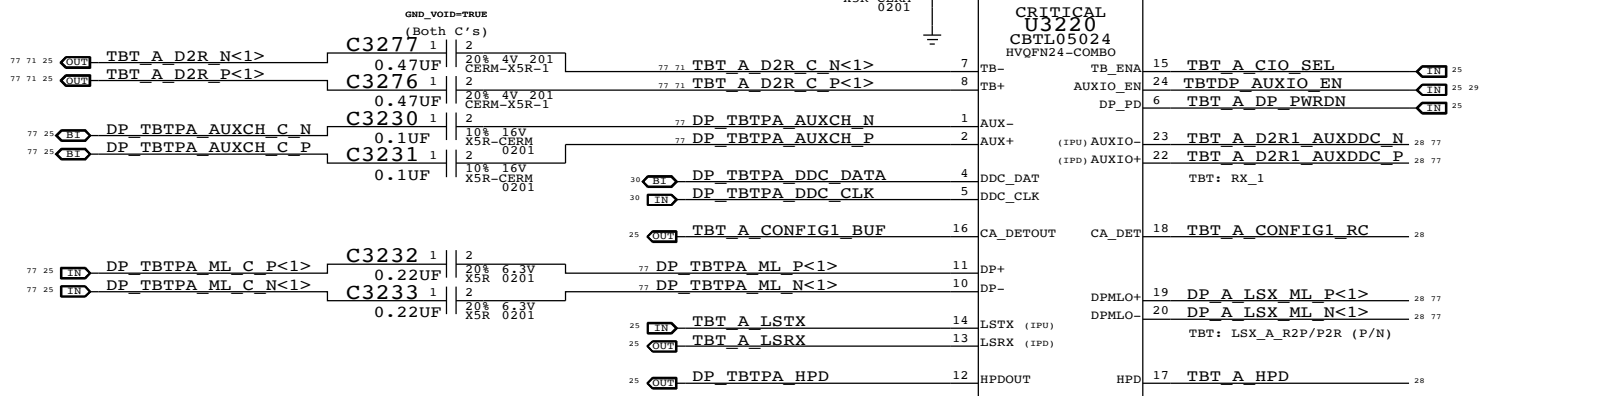 GND_VOID=TRUE
(Both C's)
0201
CRITICAL
U3220
CBTL05024
HVQFN24-COMBO
77 71 25 OUT TBT_A_D2R_N<1> C3277 1 2
0.47UF 20% 4V 201
CERM-X5R-1
77 71 TBT_A_D2R_C_N<1> 7 TB-
TB_ENA 15 TBT_A_CIO_SEL IN 25
77 71 25 OUT TBT_A_D2R_P<1> C3276 1 2
0.47UF 20% 4V 201
CERM-X5R-1
77 71 TBT_A_D2R_C_P<1> 8 TB+
AUXIO_EN 24 TBTDP_AUXIO_EN IN 25 29
DP_PD 6 TBT_A_DP_PWRDN IN 25
77 25 BI DP_TBTPA_AUXCH_C_N C3230 1 2
0.1UF 10% 16V
X5R-CERM
0201
77 DP_TBTPA_AUXCH_N 1 AUX-
77 25 BI DP_TBTPA_AUXCH_C_P C3231 1 2
0.1UF 10% 16V
X5R-CERM
0201
77 DP_TBTPA_AUXCH_P 2 AUX+
(IPU) AUXIO- 23 TBT_A_D2R1_AUXDDC_N 28 77
(IPD) AUXIO+ 22 TBT_A_D2R1_AUXDDC_P 28 77
TBT: RX_1
30 BI DP_TBTPA_DDC_DATA 4 DDC_DAT
30 IN DP_TBTPA_DDC_CLK 5 DDC_CLK
25 OUT TBT_A_CONFIG1_BUF 16 CA_DETOUT
CA_DET 18 TBT_A_CONFIG1_RC 28
77 25 IN DP_TBTPA_ML_C_P<1> C3232 1 2
0.22UF 20% 6.3V
X5R 0201
77 DP_TBTPA_ML_P<1> 11 DP+
77 25 IN DP_TBTPA_ML_C_N<1> C3233 1 2
0.22UF 20% 6.3V
X5R 0201
77 DP_TBTPA_ML_N<1> 10 DP-
DPMLO+ 19 DP_A_LSX_ML_P<1> 28 77
DPMLO- 20 DP_A_LSX_ML_N<1> 28 77
TBT: LSX_A_R2P/P2R (P/N)
25 IN TBT_A_LSTX 14 LSTX (IPU)
25 OUT TBT_A_LSRX 13 LSRX (IPD)
25 OUT DP_TBTPA_HPD 12 HPDOUT
HPD 17 TBT_A_HPD 28